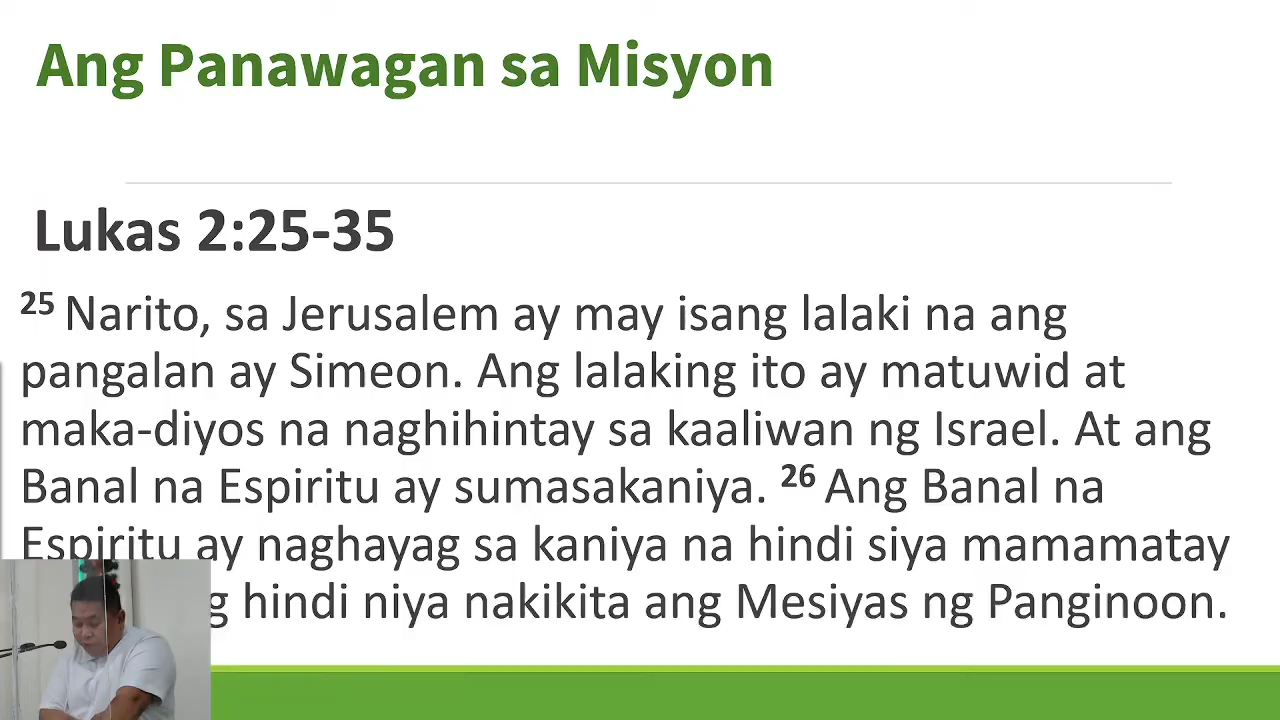 Ang Panawagan sa Misyon
Lukas 2:25-35
25 Narito, sa Jerusalem ay may isang lalaki na ang
pangalan ay Simeon. Ang lalaking ito ay matuwid at
maka-diyos na naghihintay sa kaaliwan ng Israel. At ang
Banal na Espiritu ay sumasakaniya. 26 Ang Banal na
Espiritu ay naghayag sa kaniya na hindi siya mamamatay
hindi niya nakikita ang Mesiyas ng Panginoon.